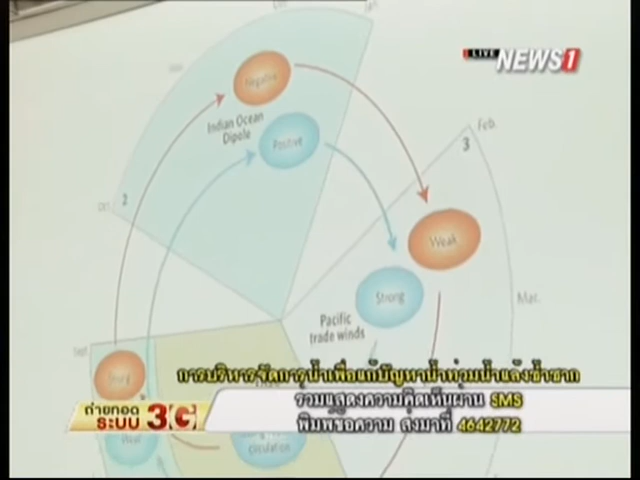 LIVE NEWS1
Negative
Indian Ocean
Dipole
Positive
2
Feb.
3
Weak
Strong
Mar.
Pacific
trade winds
การบริหารจัดการน้ำเพื่อแก้ปัญหาน้ำท่วมน้ำแล้งซ้ำซาก
ร่วมแสดงความคิดเห็นผ่าน SMS
พิมพ์ข้อความ ส่งมาที่ 4642772
ถ่ายทอด
ระบบ 3G
circulation